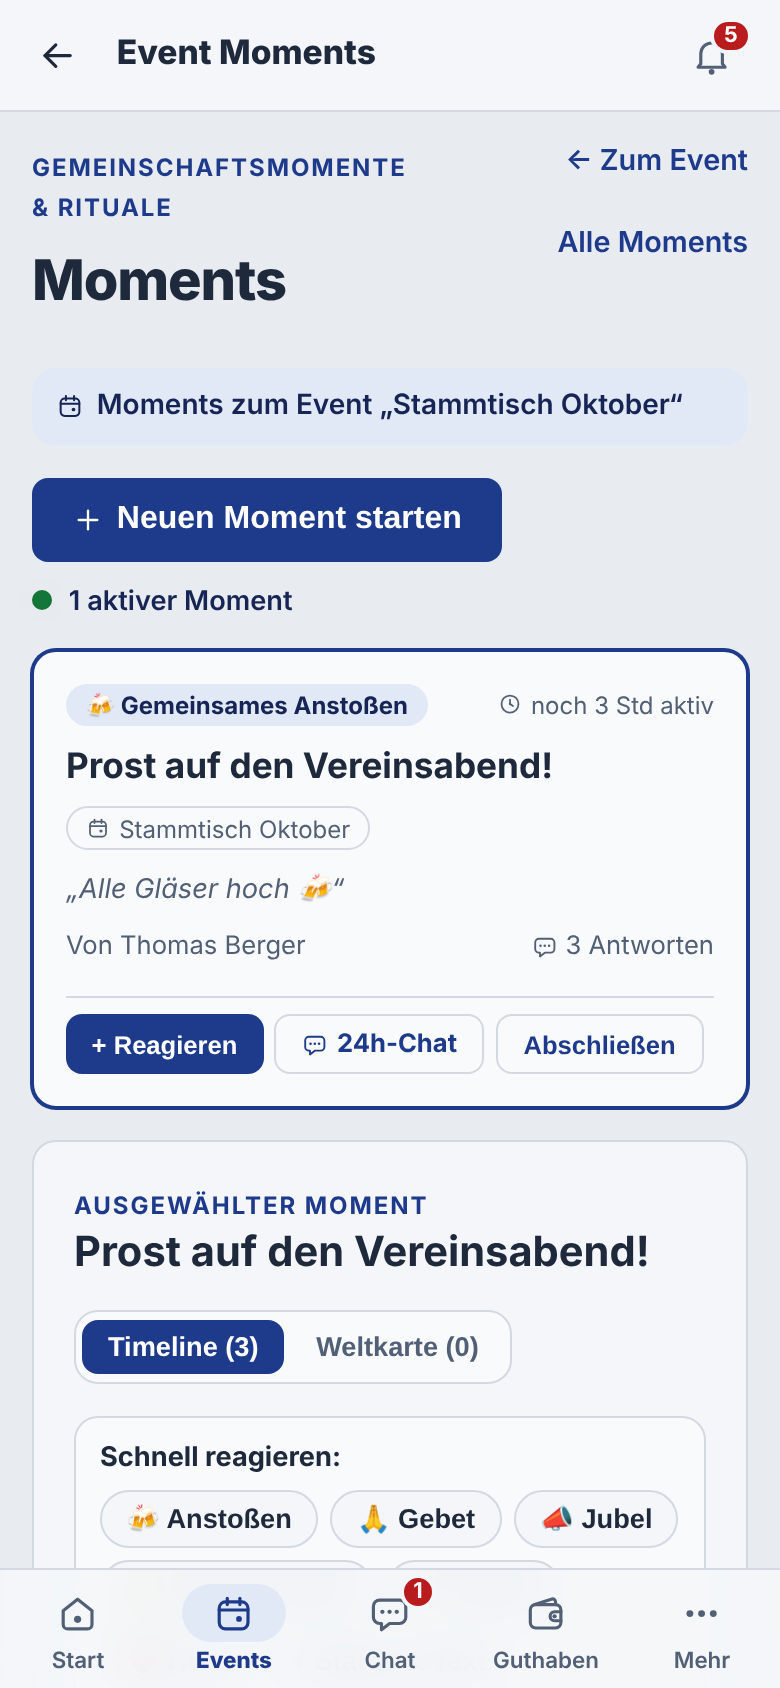 Event Moments
5
GEMEINSCHAFTSMOMENTE
& RITUALE
← Zum Event
Alle Moments
Moments
Moments zum Event „Stammtisch Oktober“
+ Neuen Moment starten
1 aktiver Moment
🍻 Gemeinsames Anstoßen
noch 3 Std aktiv
Prost auf den Vereinsabend!
Stammtisch Oktober
„Alle Gläser hoch 🍻“
Von Thomas Berger
3 Antworten
+ Reagieren
24h-Chat
Abschließen
AUSGEWÄHLTER MOMENT
Prost auf den Vereinsabend!
Timeline (3)
Weltkarte (0)
Schnell reagieren:
🍻 Anstoßen
🙏 Gebet
📣 Jubel
1
Start
Events
Chat
Guthaben
Mehr